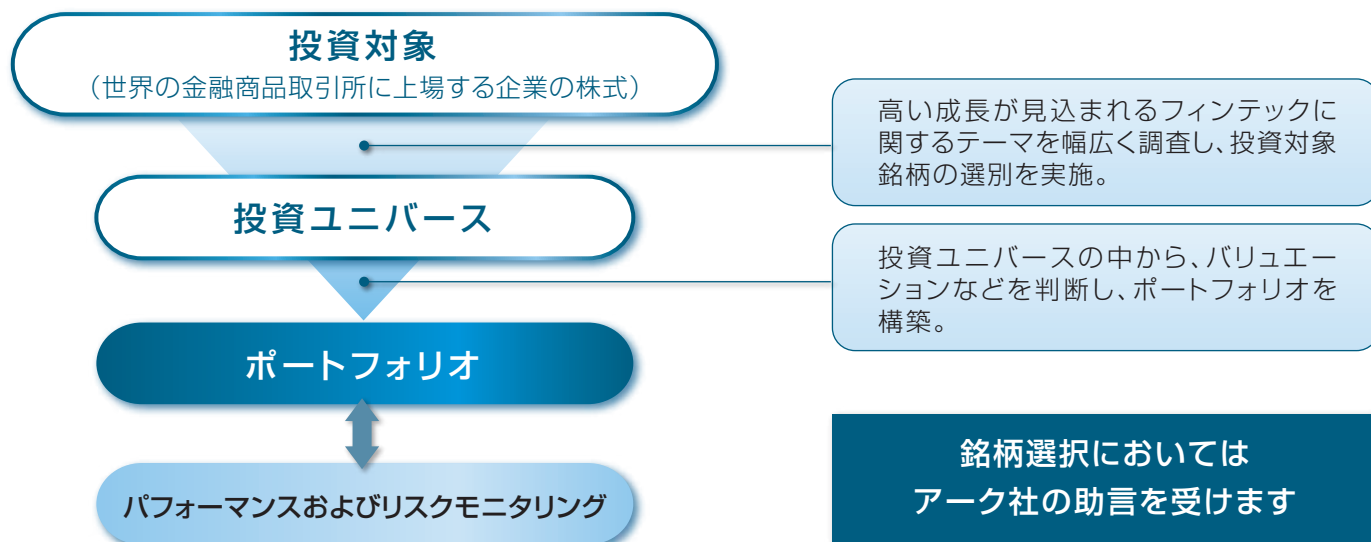 投資対象
（世界の金融商品取引所に上場する企業の株式）
高い成長が見込まれるフィンテックに
関するテーマを幅広く調査し、投資対象
銘柄の選別を実施。
投資ユニバース
投資ユニバースの中から、バリュエー
ションなどを判断し、ポートフォリオを
構築。
ポートフォリオ
パフォーマンスおよびリスクモニタリング
銘柄選択においては
アーク社の助言を受けます